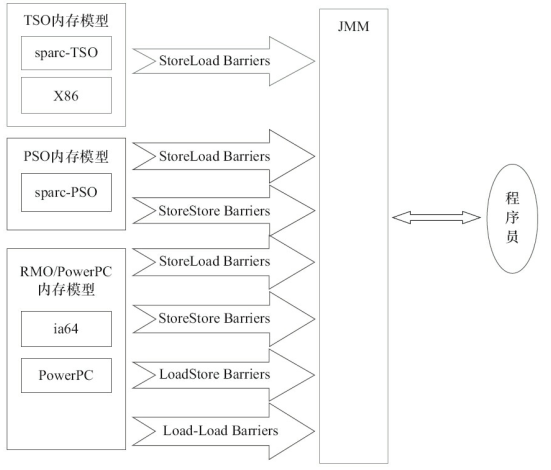 TSO内存模型
sparc-TSO
X86
StoreLoad Barriers
PSO内存模型
sparc-PSO
StoreLoad Barriers
StoreStore Barriers
RMO/PowerPC
内存模型
ia64
PowerPC
StoreLoad Barriers
StoreStore Barriers
LoadStore Barriers
Load-Load Barriers
JMM
程
序
员